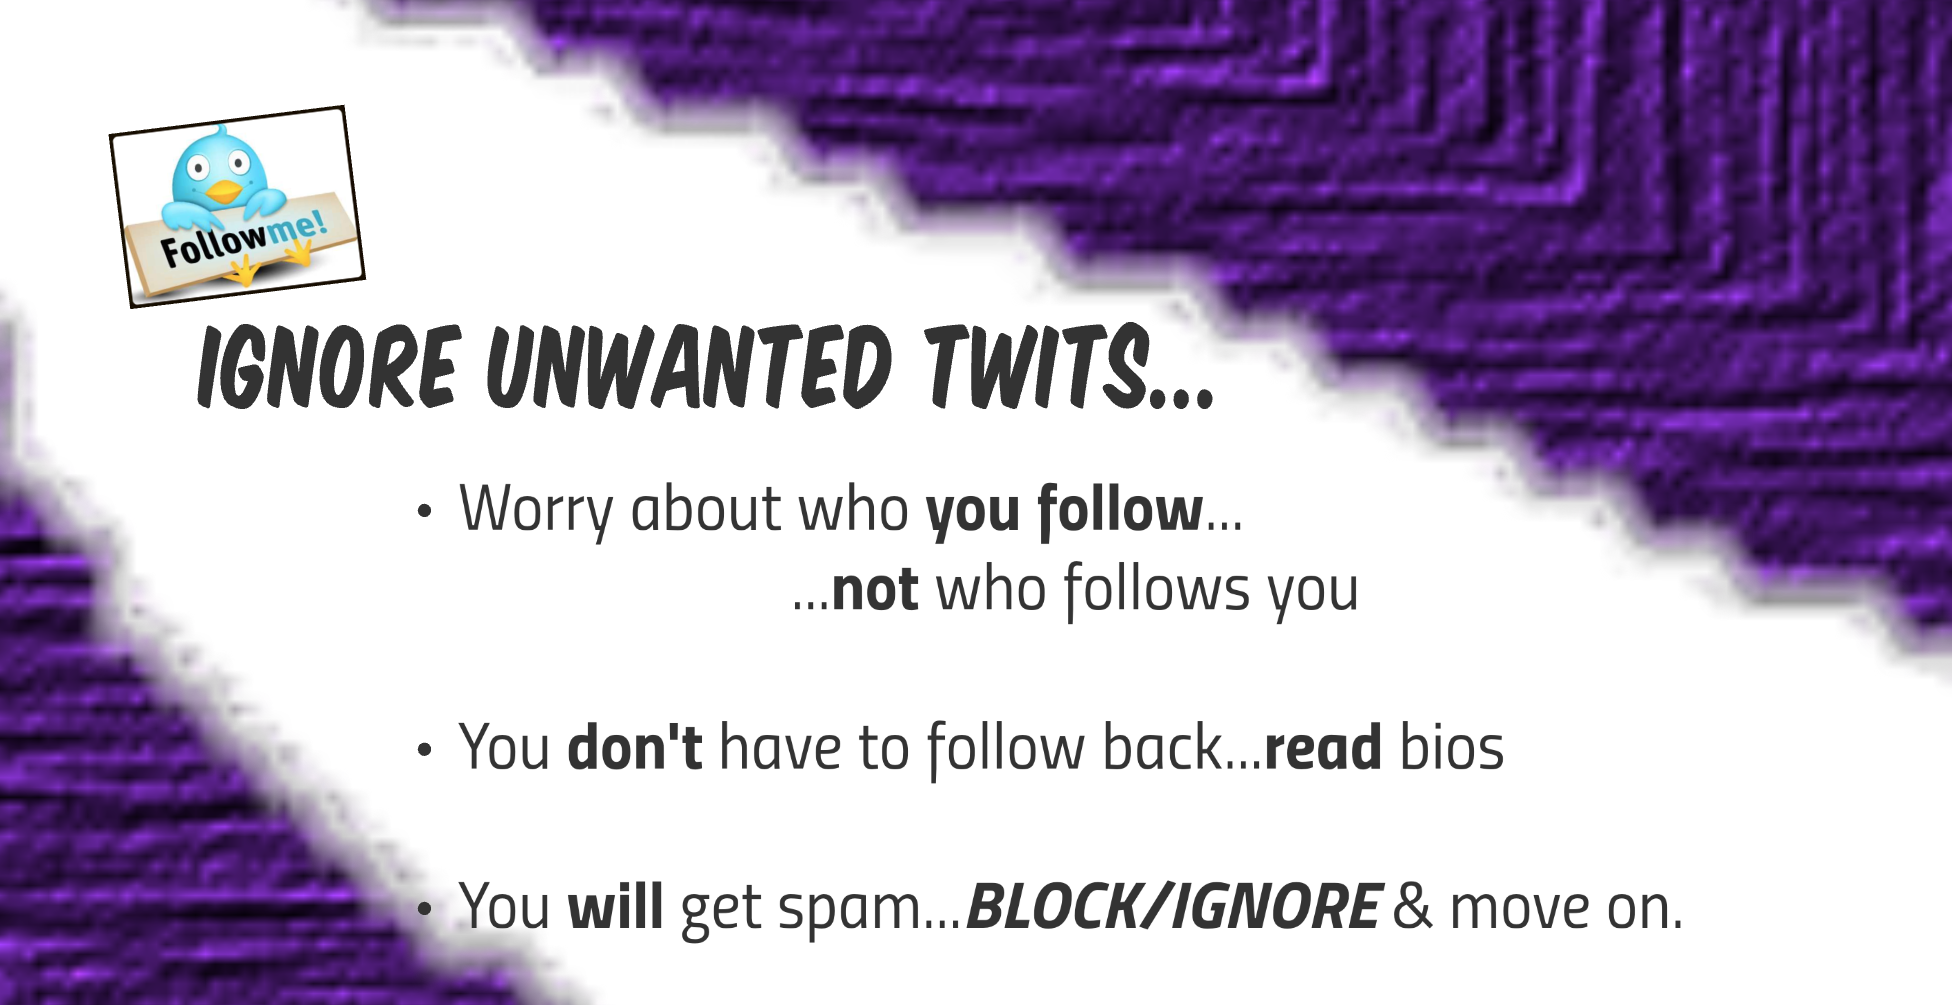 Followme!
IGNORE UNWANTED TWITS...
• Worry about who you follow...
...not who follows you
• You don't have to follow back...read bios
• You will get spam...BLOCK/IGNORE & move on.